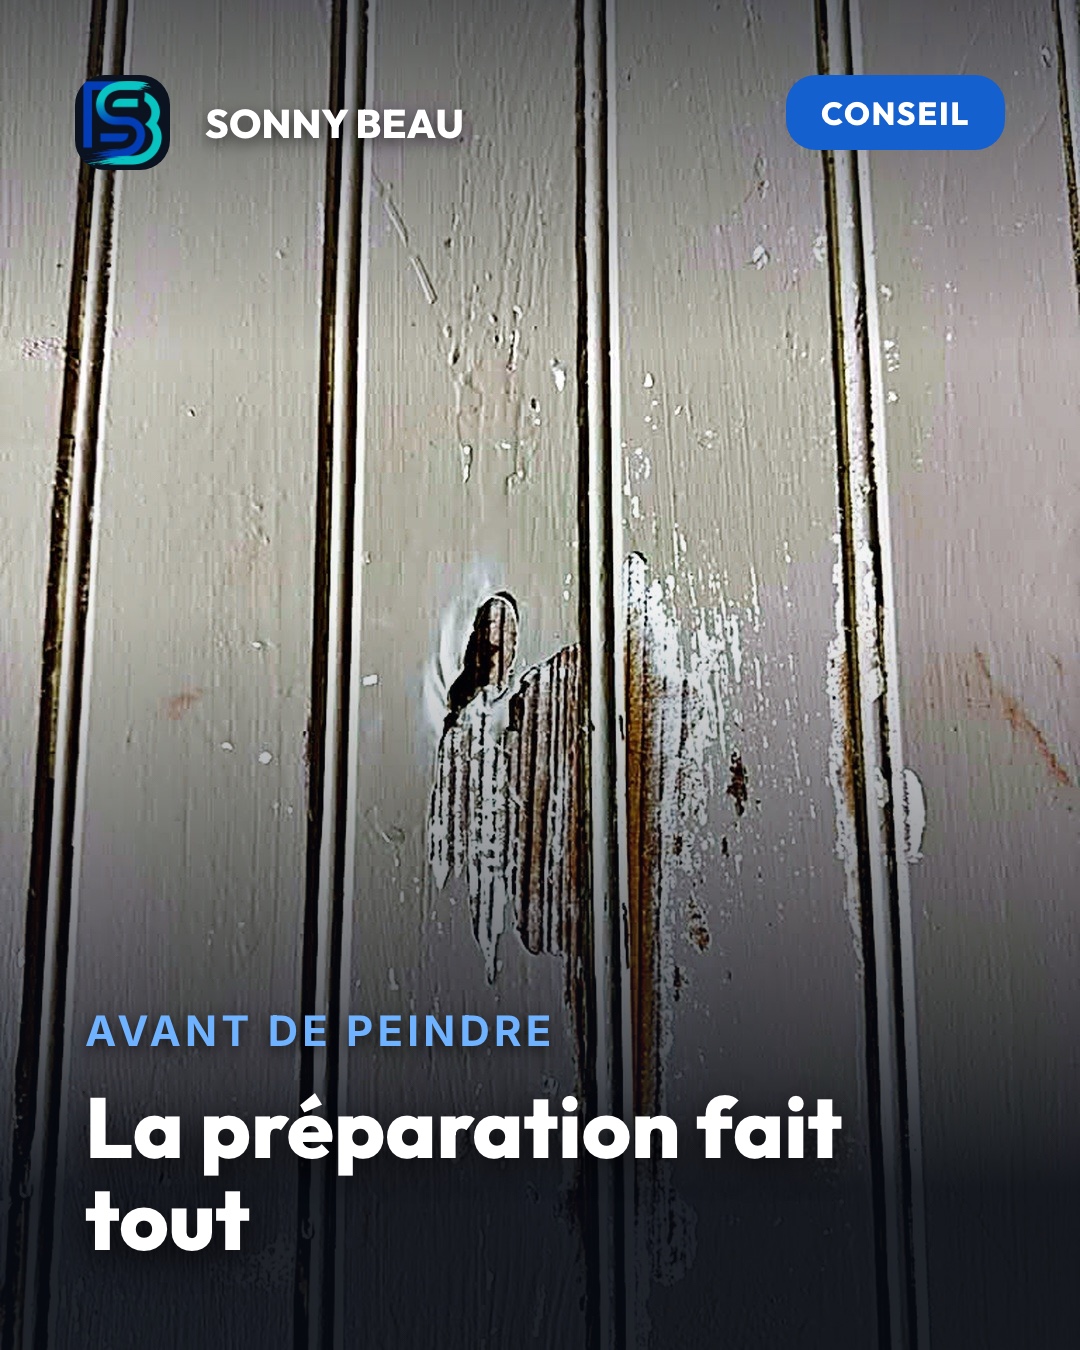 SONNY BEAU
CONSEIL
AVANT DE PEINDRE
La préparation fait
tout